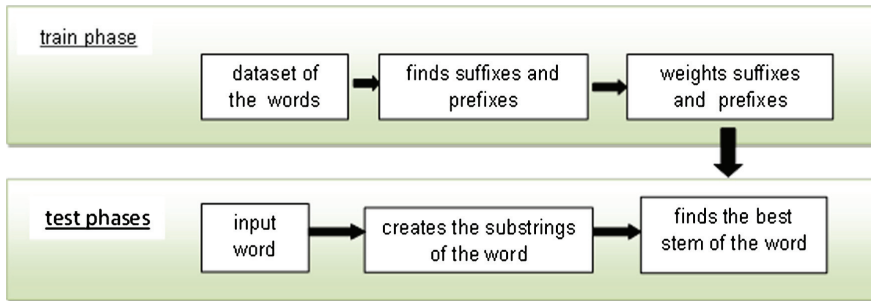 train phase
dataset of
the words
finds suffixes and
prefixes
weights suffixes
and prefixes
test phases
input
word
creates the substrings
of the word
finds the best
stem of the word